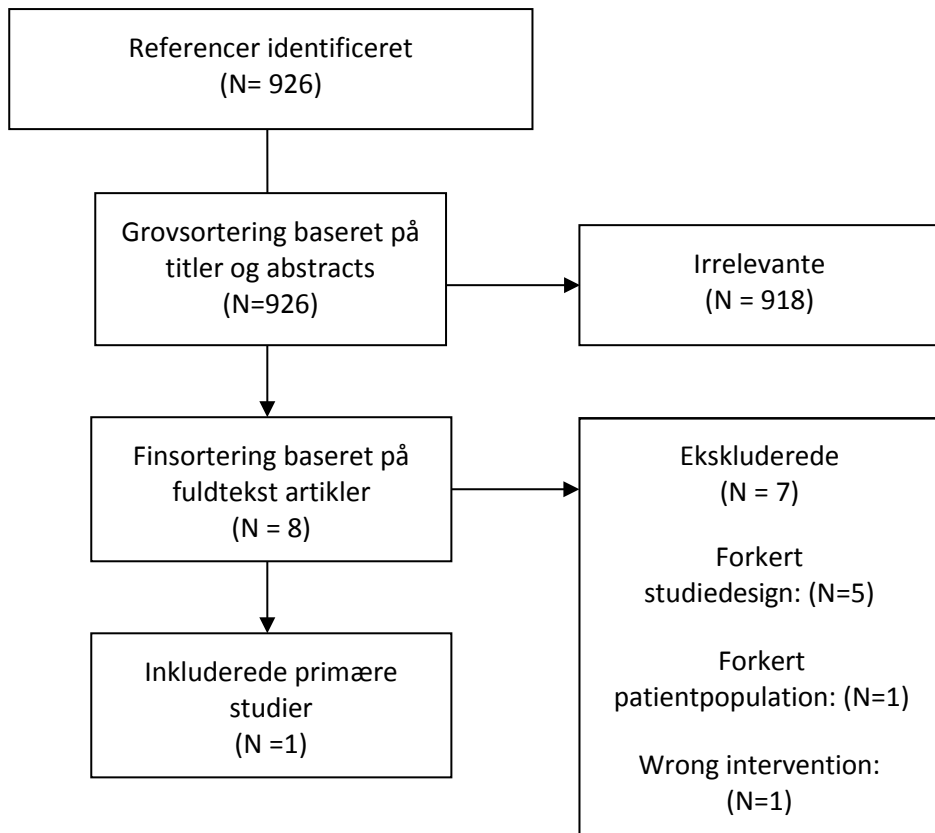 Referencer identificeret
(N= 926)
Grovsortering baseret på
titler og abstracts
(N=926)
Irrelevante
(N = 918)
Finsortering baseret på
fuldtekst artikler
(N = 8)
Ekskluderede
(N = 7)
Forkert
studiedesign: (N=5)
Forkert
patientpopulation: (N=1)
Wrong intervention:
(N=1)
Inkluderede primære
studier
(N =1)